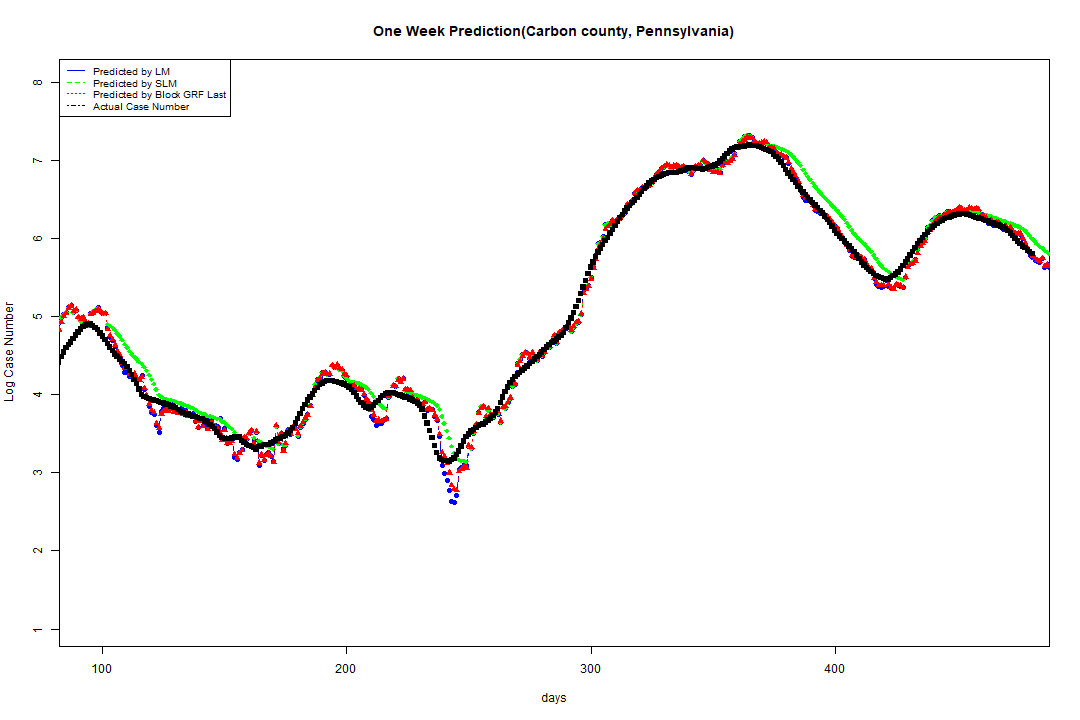 One Week Prediction(Carbon county, Pennsylvania)
Predicted by LM
Predicted by SLM
Predicted by Block GRF Last
Actual Case Number
8
7
6
5
4
3
2
1
Log Case Number
100 200 300 400
days